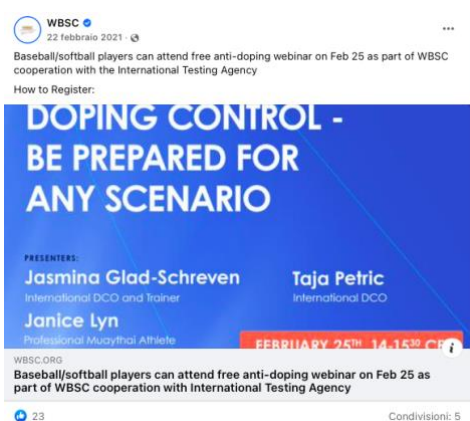 WBSC
22 febbraio 2021 ·
Baseball/softball players can attend free anti-doping webinar on Feb 25 as part of WBSC
cooperation with the International Testing Agency
How to Register:
DOPING CONTROL -
BE PREPARED FOR
ANY SCENARIO
PRESENTERS:
Jasmina Glad-Schreven
International DCO and Trainer
Taja Petric
International DCO
Janice Lyn
Professional Muaythai Athlete
FEBRUARY 25TH 14-1530
WBSC.ORG
Baseball/softball players can attend free anti-doping webinar on Feb 25 as
part of WBSC cooperation with International Testing Agency
23
Condivisioni: 5